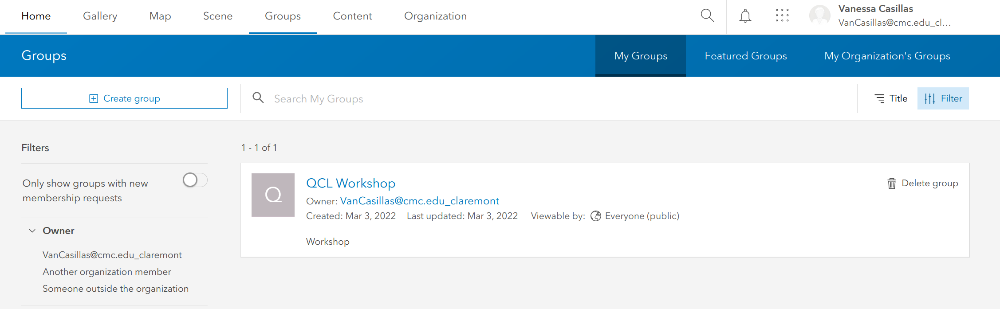 Home Gallery Map Scene Groups Content Organization
Vanessa Casillas
VanCasillas@cmc.edu_cl...
Groups
My Groups Featured Groups My Organization's Groups
Create group
Search My Groups
Title Filter
Filters
Only show groups with new
membership requests
Owner
VanCasillas@cmc.edu_claremont
Another organization member
Someone outside the organization
1 - 1 of 1
Q
QCL Workshop
Delete group
Owner: VanCasillas@cmc.edu_claremont
Created: Mar 3, 2022 Last updated: Mar 3, 2022 Viewable by: Everyone (public)
Workshop